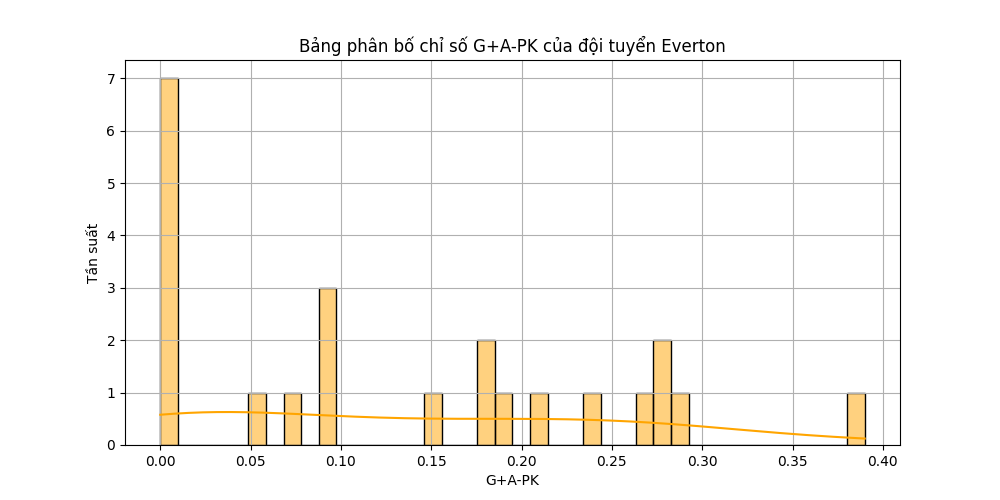 Bảng phân bố chỉ số G+A-PK của đội tuyển Everton
Tần suất
7
6
5
4
3
2
1
0
0.00 0.05 0.10 0.15 0.20 0.25 0.30 0.35 0.40
G+A-PK